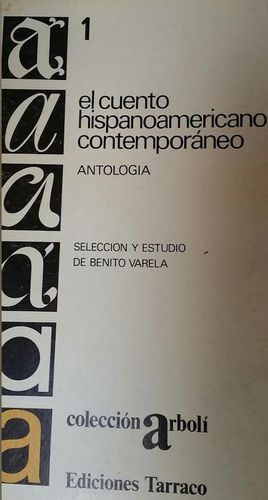 1
el cuento
hispanoamericano
contemporáneo
ANTOLOGIA
SELECCION Y ESTUDIO
DE BENITO VARELA
a
a
a
a
a
a
colección arbolí
Ediciones Tarraco